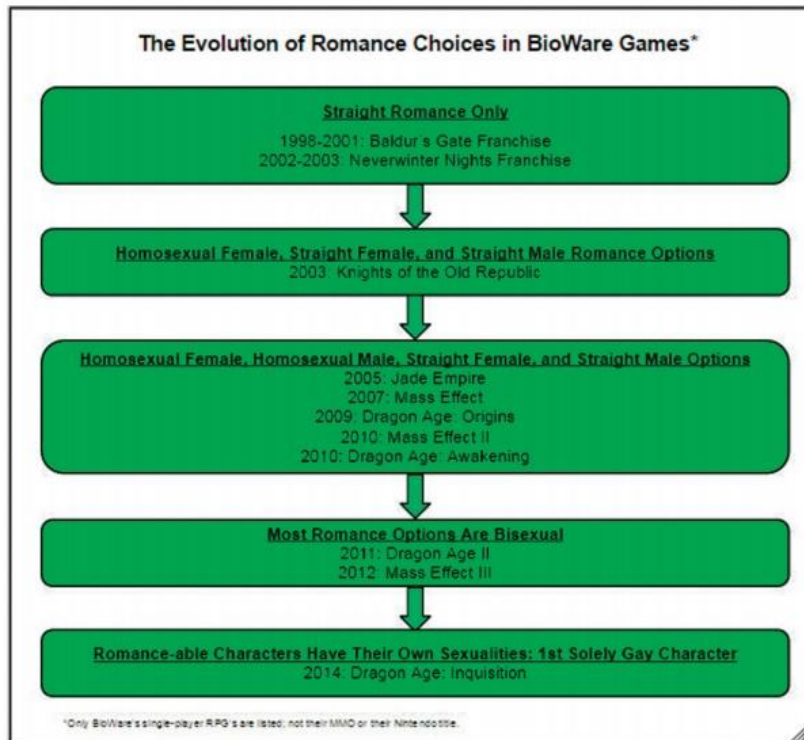 The Evolution of Romance Choices in BioWare Games*
Straight Romance Only
1998-2001: Baldur's Gate Franchise
2002-2003: Neverwinter Nights Franchise
Homosexual Female, Straight Female, and Straight Male Romance Options
2003: Knights of the Old Republic
Homosexual Female, Homosexual Male, Straight Female, and Straight Male Options
2005: Jade Empire
2007: Mass Effect
2009: Dragon Age: Origins
2010: Mass Effect II
2010: Dragon Age: Awakening
Most Romance Options Are Bisexual
2011: Dragon Age II
2012: Mass Effect III
Romance-able Characters Have Their Own Sexualities: 1st Solely Gay Character
2014: Dragon Age: Inquisition
*Only BioWare's single-player RPG's are listed; not their MMO or their Nintendo title.